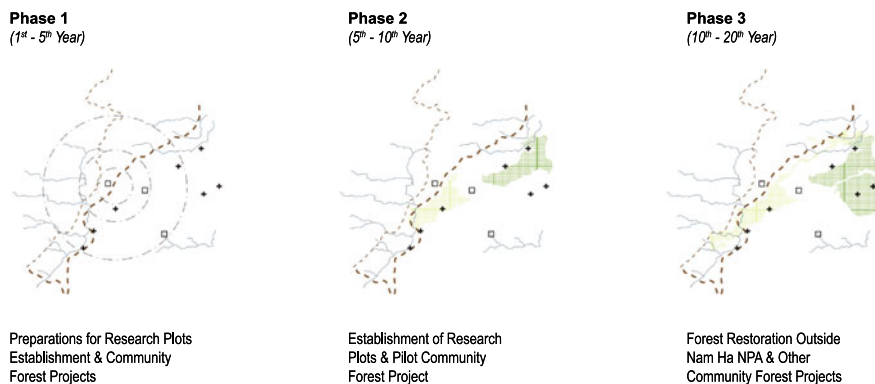 Phase 1
(1st - 5th Year)
Phase 2
(5th - 10th Year)
Phase 3
(10th - 20th Year)
Preparations for Research Plots
Establishment & Community
Forest Projects
Establishment of Research
Plots & Pilot Community
Forest Project
Forest Restoration Outside
Nam Ha NPA & Other
Community Forest Projects